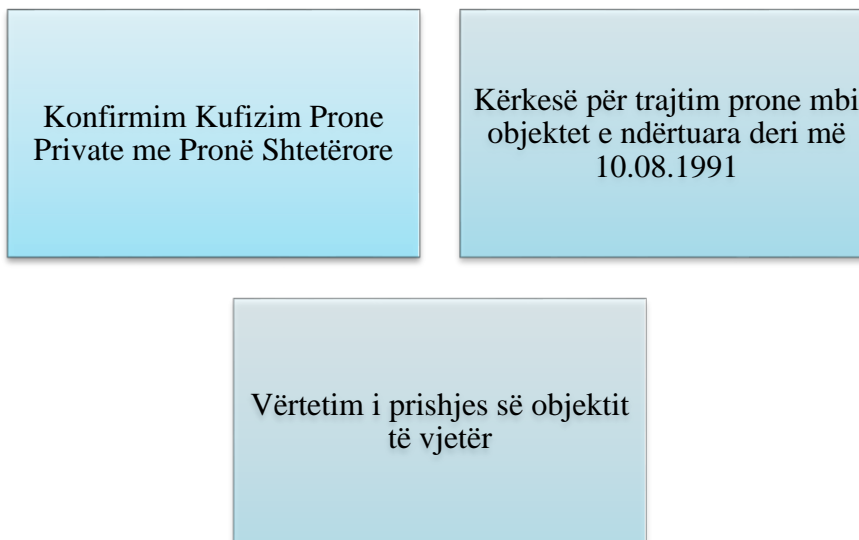 Konfirmim Kufizim Prone
Private me Pronë Shtetërore
Kërkesë për trajtim prone mbi
objektet e ndërtuara deri më
10.08.1991
Vërtetim i prishjes së objektit
të vjetër